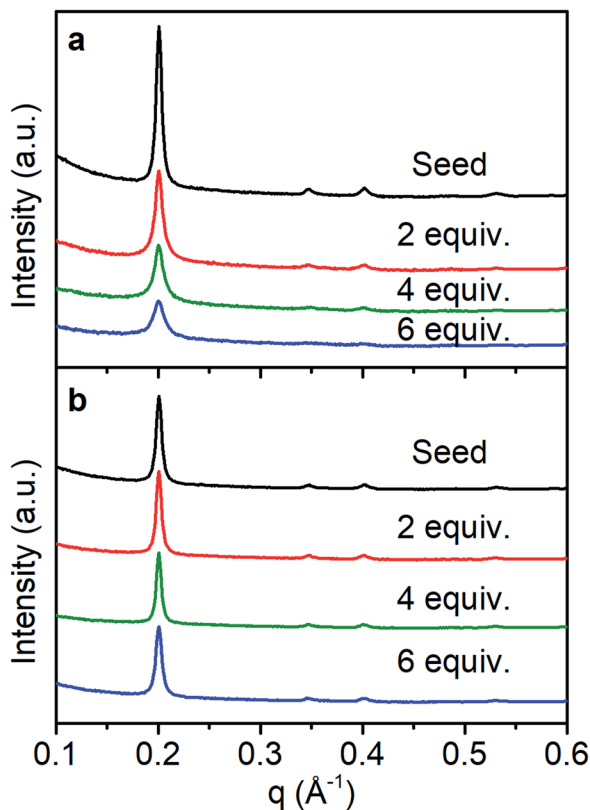 a
Intensity (a.u.)
Seed
2 equiv.
4 equiv.
6 equiv.
b
Intensity (a.u.)
Seed
2 equiv.
4 equiv.
6 equiv.
0.1 0.2 0.3 0.4 0.5 0.6
q (Å⁻¹)